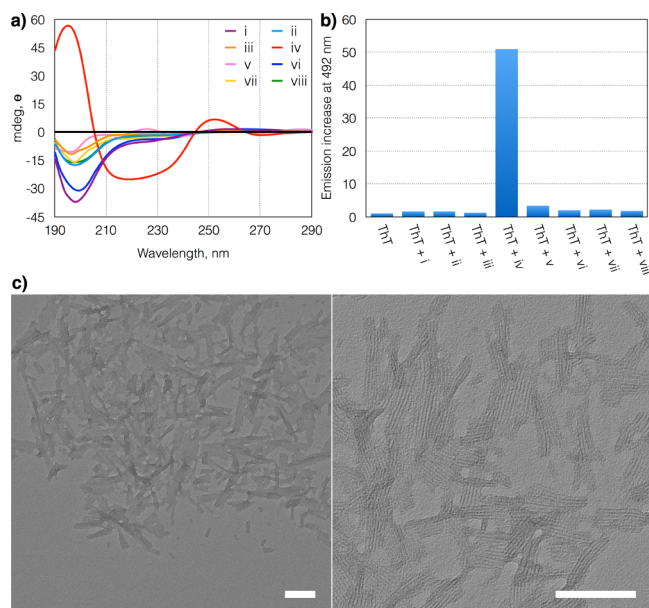 a)
60
45
30
15
0
-15
-30
-45
mdeg, ɵ
i
ii
iii
iv
v
vi
vii
viii
190
210
230
250
270
290
Wavelength, nm
b)
60
50
40
30
20
10
0
Emission increase at 492 nm
ThT
ThT + i
ThT + ii
ThT + iii
ThT + iv
ThT + v
ThT + vi
ThT + vii
ThT + viii
c)